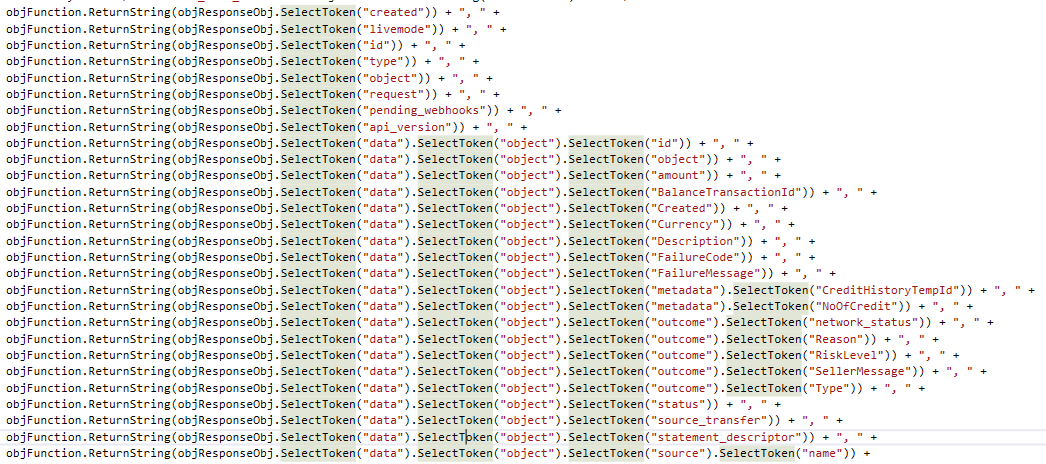 objFunction.ReturnString(objResponseObj.SelectToken("created")) + ", " +
objFunction.ReturnString(objResponseObj.SelectToken("livemode")) + ", " +
objFunction.ReturnString(objResponseObj.SelectToken("id")) + ", " +
objFunction.ReturnString(objResponseObj.SelectToken("type")) + ", " +
objFunction.ReturnString(objResponseObj.SelectToken("object")) + ", " +
objFunction.ReturnString(objResponseObj.SelectToken("request")) + ", " +
objFunction.ReturnString(objResponseObj.SelectToken("pending_webhooks")) + ", " +
objFunction.ReturnString(objResponseObj.SelectToken("api_version")) + ", " +
objFunction.ReturnString(objResponseObj.SelectToken("data").SelectToken("object").SelectToken("id")) + ", " +
objFunction.ReturnString(objResponseObj.SelectToken("data").SelectToken("object").SelectToken("object")) + ", " +
objFunction.ReturnString(objResponseObj.SelectToken("data").SelectToken("object").SelectToken("amount")) + ", " +
objFunction.ReturnString(objResponseObj.SelectToken("data").SelectToken("object").SelectToken("BalanceTransactionId")) + ", " +
objFunction.ReturnString(objResponseObj.SelectToken("data").SelectToken("object").SelectToken("Created")) + ", " +
objFunction.ReturnString(objResponseObj.SelectToken("data").SelectToken("object").SelectToken("Currency")) + ", " +
objFunction.ReturnString(objResponseObj.SelectToken("data").SelectToken("object").SelectToken("Description")) + ", " +
objFunction.ReturnString(objResponseObj.SelectToken("data").SelectToken("object").SelectToken("FailureCode")) + ", " +
objFunction.ReturnString(objResponseObj.SelectToken("data").SelectToken("object").SelectToken("FailureMessage")) + ", " +
objFunction.ReturnString(objResponseObj.SelectToken("data").SelectToken("object").SelectToken("metadata").SelectToken("CreditHistoryTempId")) + ", " +
objFunction.ReturnString(objResponseObj.SelectToken("data").SelectToken("object").SelectToken("metadata").SelectToken("NoOfCredit")) + ", " +
objFunction.ReturnString(objResponseObj.SelectToken("data").SelectToken("object").SelectToken("outcome").SelectToken("network_status")) + ", " +
objFunction.ReturnString(objResponseObj.SelectToken("data").SelectToken("object").SelectToken("outcome").SelectToken("Reason")) + ", " +
objFunction.ReturnString(objResponseObj.SelectToken("data").SelectToken("object").SelectToken("outcome").SelectToken("RiskLevel")) + ", " +
objFunction.ReturnString(objResponseObj.SelectToken("data").SelectToken("object").SelectToken("outcome").SelectToken("SellerMessage")) + ", " +
objFunction.ReturnString(objResponseObj.SelectToken("data").SelectToken("object").SelectToken("outcome").SelectToken("Type")) + ", " +
objFunction.ReturnString(objResponseObj.SelectToken("data").SelectToken("object").SelectToken("status")) + ", " +
objFunction.ReturnString(objResponseObj.SelectToken("data").SelectToken("object").SelectToken("source_transfer")) + ", " +
objFunction.ReturnString(objResponseObj.SelectToken("data").SelectToken("object").SelectToken("statement_descriptor")) + ", " +
objFunction.ReturnString(objResponseObj.SelectToken("data").SelectToken("object").SelectToken("source").SelectToken("name")) +